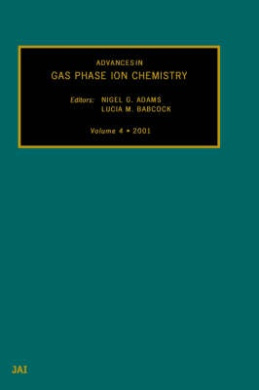 ADVANCES IN
GAS PHASE ION CHEMISTRY
Editors: NIGEL G. ADAMS
LUCIA M. BABCOCK
Volume 4 • 2001
JAI